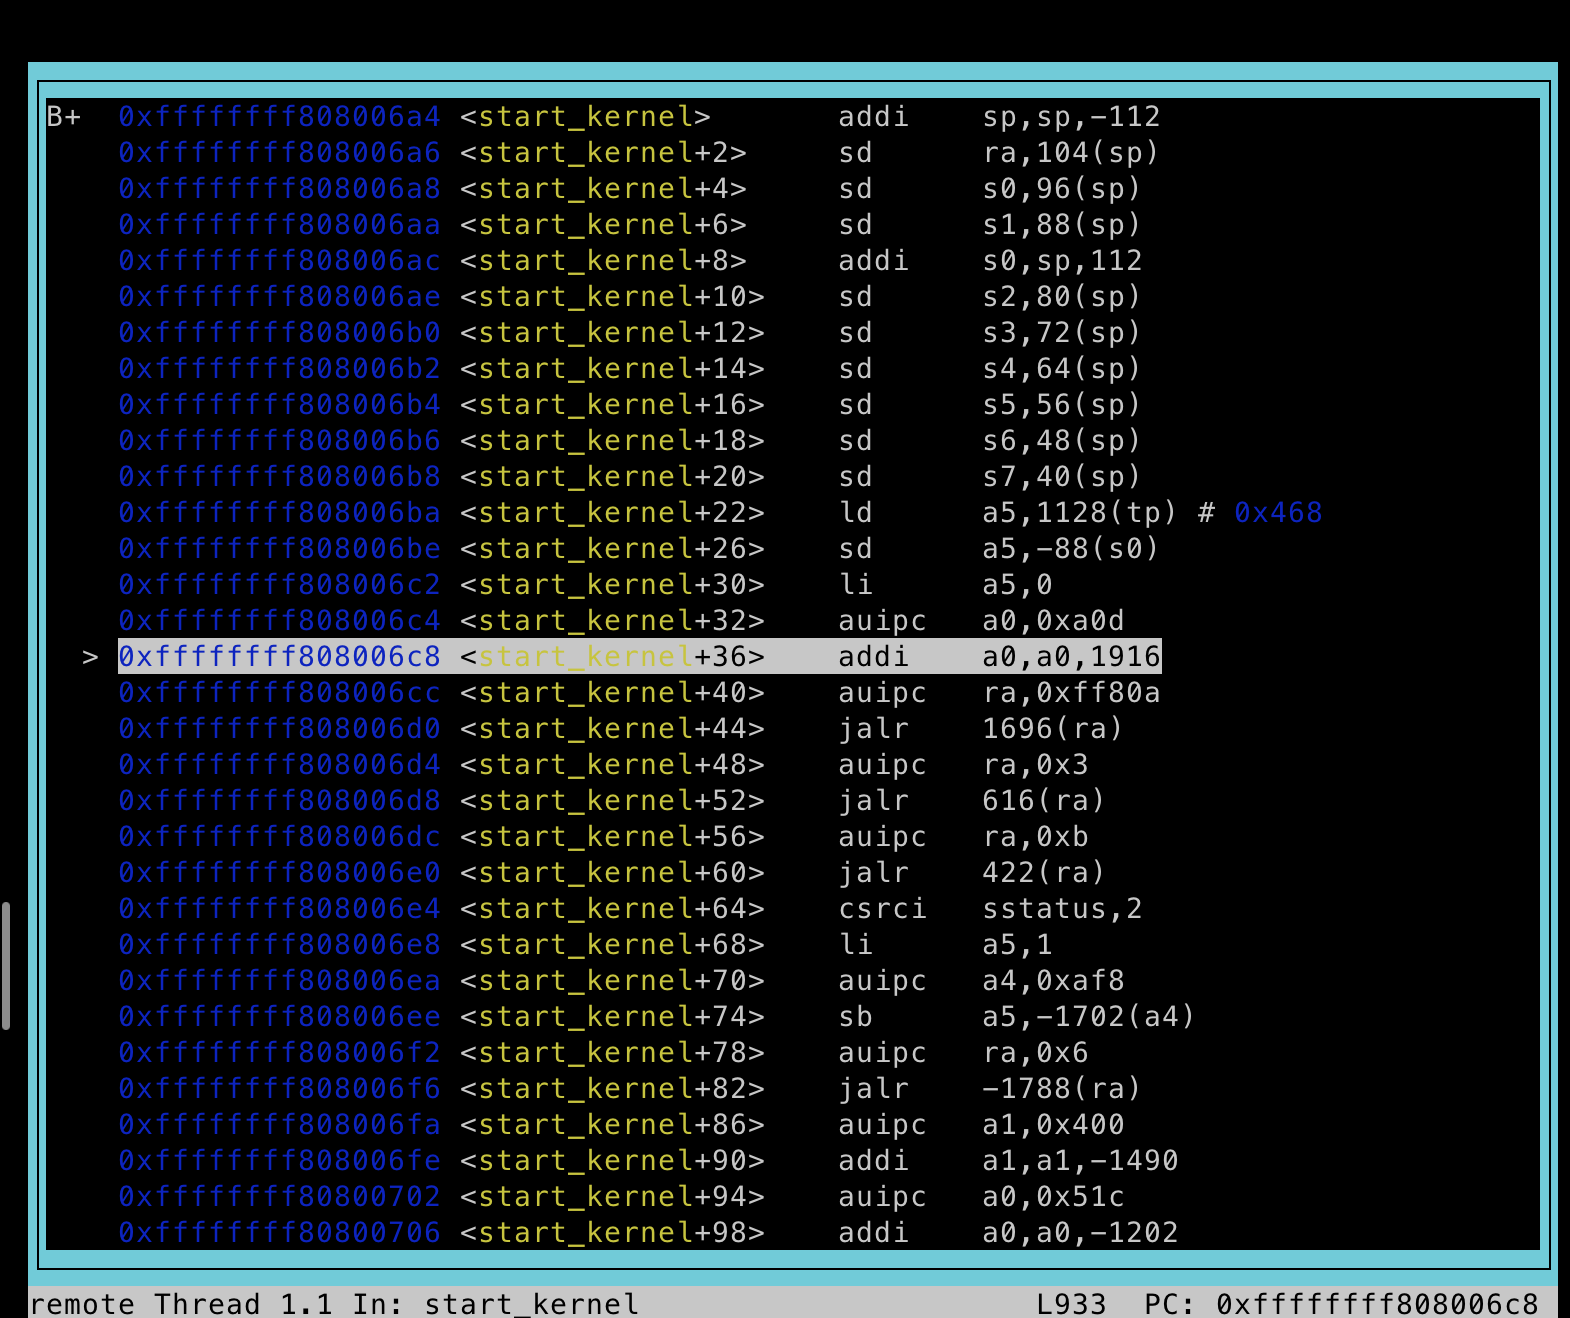 B+ 0xffffffff808006a4 <start_kernel> addi sp,sp,-112
0xffffffff808006a6 <start_kernel+2> sd ra,104(sp)
0xffffffff808006a8 <start_kernel+4> sd s0,96(sp)
0xffffffff808006aa <start_kernel+6> sd s1,88(sp)
0xffffffff808006ac <start_kernel+8> addi s0,sp,112
0xffffffff808006ae <start_kernel+10> sd s2,80(sp)
0xffffffff808006b0 <start_kernel+12> sd s3,72(sp)
0xffffffff808006b2 <start_kernel+14> sd s4,64(sp)
0xffffffff808006b4 <start_kernel+16> sd s5,56(sp)
0xffffffff808006b6 <start_kernel+18> sd s6,48(sp)
0xffffffff808006b8 <start_kernel+20> sd s7,40(sp)
0xffffffff808006ba <start_kernel+22> ld a5,1128(tp) # 0x468
0xffffffff808006be <start_kernel+26> sd a5,-88(s0)
0xffffffff808006c2 <start_kernel+30> li a5,0
0xffffffff808006c4 <start_kernel+32> auipc a0,0xa0d
> 0xffffffff808006c8 <start_kernel+36> addi a0,a0,1916
0xffffffff808006cc <start_kernel+40> auipc ra,0xff80a
0xffffffff808006d0 <start_kernel+44> jalr 1696(ra)
0xffffffff808006d4 <start_kernel+48> auipc ra,0x3
0xffffffff808006d8 <start_kernel+52> jalr 616(ra)
0xffffffff808006dc <start_kernel+56> auipc ra,0xb
0xffffffff808006e0 <start_kernel+60> jalr 422(ra)
0xffffffff808006e4 <start_kernel+64> csrci sstatus,2
0xffffffff808006e8 <start_kernel+68> li a5,1
0xffffffff808006ea <start_kernel+70> auipc a4,0xaf8
0xffffffff808006ee <start_kernel+74> sb a5,-1702(a4)
0xffffffff808006f2 <start_kernel+78> auipc ra,0x6
0xffffffff808006f6 <start_kernel+82> jalr -1788(ra)
0xffffffff808006fa <start_kernel+86> auipc a1,0x400
0xffffffff808006fe <start_kernel+90> addi a1,a1,-1490
0xffffffff80800702 <start_kernel+94> auipc a0,0x51c
0xffffffff80800706 <start_kernel+98> addi a0,a0,-1202
remote Thread 1.1 In: start_kernel L933 PC: 0xffffffff808006c8